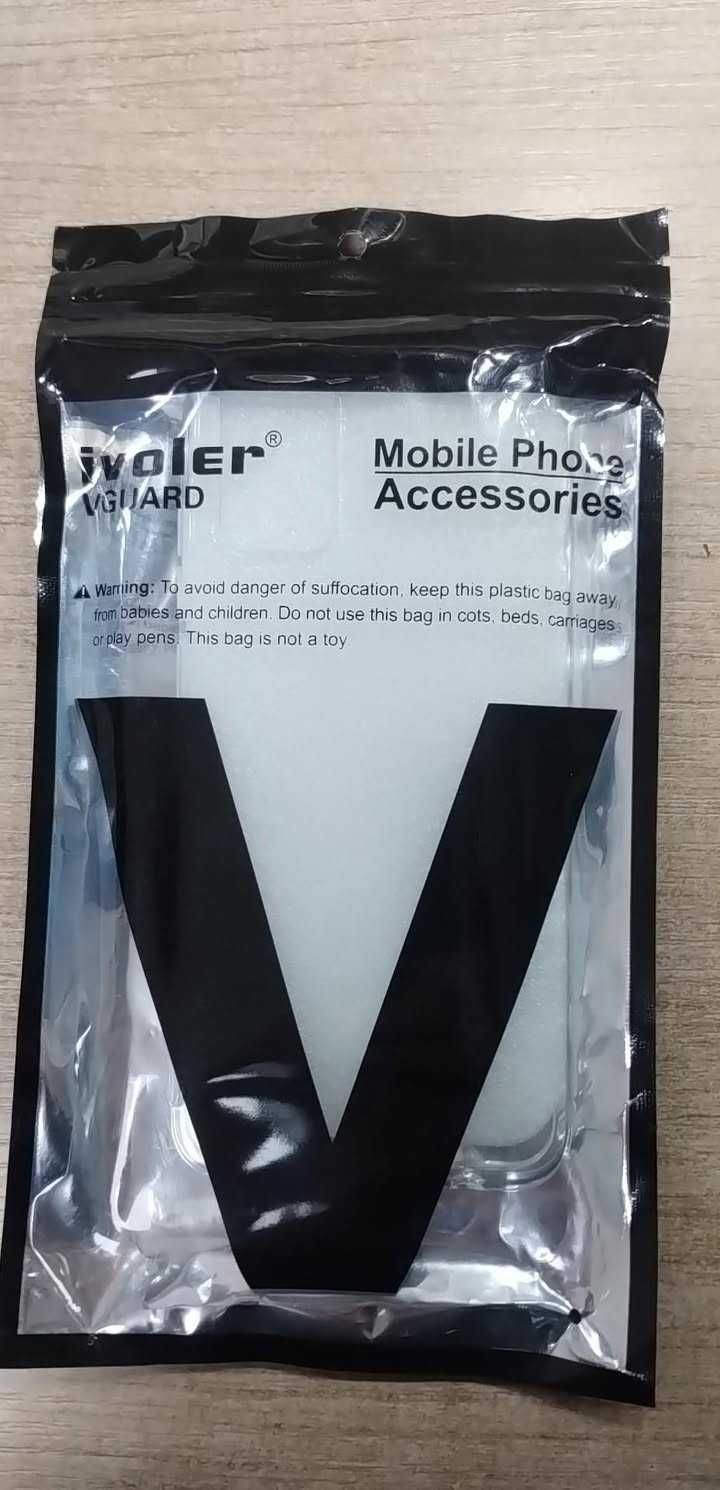 ivoler®
VGUARD
Mobile Phone
Accessories
⚠ Warning: To avoid danger of suffocation, keep this plastic bag away
from babies and children. Do not use this bag in cots, beds, carriages
or play pens. This bag is not a toy.
V